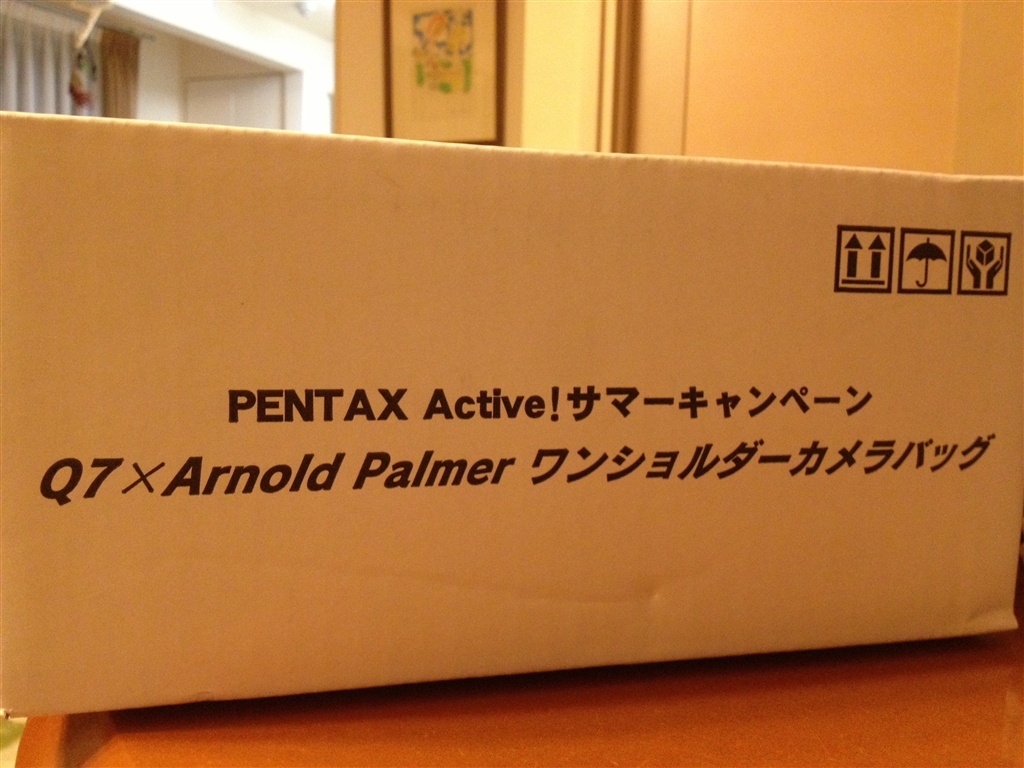 PENTAX Active!サマーキャンペーン
Q7×Arnold Palmer ワンショルダーカメラバッグ